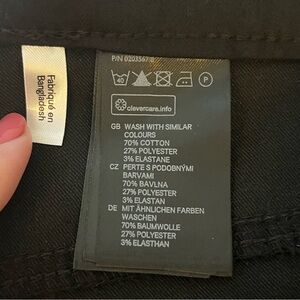 Fabriqué en
Bangladesh
P/N 0203567/8
40
P
clevercare.info
GB WASH WITH SIMILAR
COLOURS
70% COTTON
27% POLYESTER
3% ELASTANE
CZ PERTE S PODOBNÝMI
BARVAMI
70% BAVLNA
27% POLYESTER
3% ELASTAN
DE MIT ÄHNLICHEN FARBEN
WASCHEN
70% BAUMWOLLE
27% POLYESTER
3% ELASTHAN